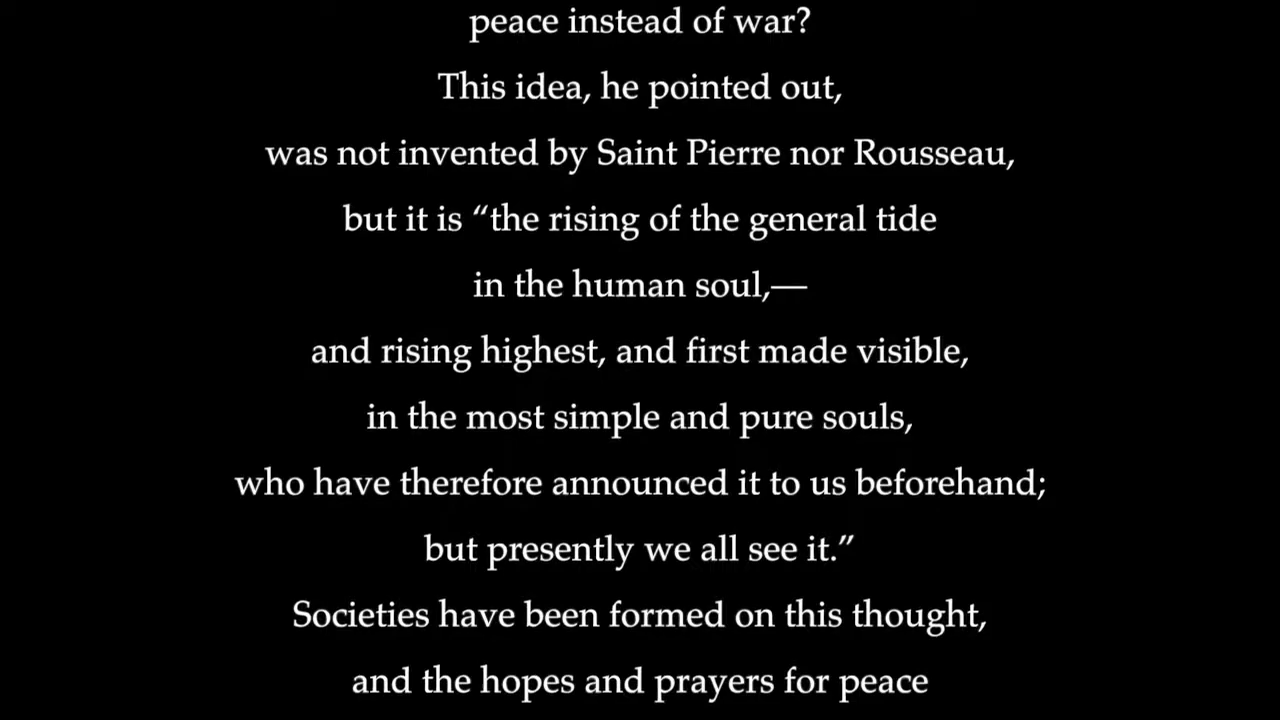 peace instead of war?
This idea, he pointed out,
was not invented by Saint Pierre nor Rousseau,
but it is “the rising of the general tide
in the human soul,—
and rising highest, and first made visible,
in the most simple and pure souls,
who have therefore announced it to us beforehand;
but presently we all see it.”
Societies have been formed on this thought,
and the hopes and prayers for peace